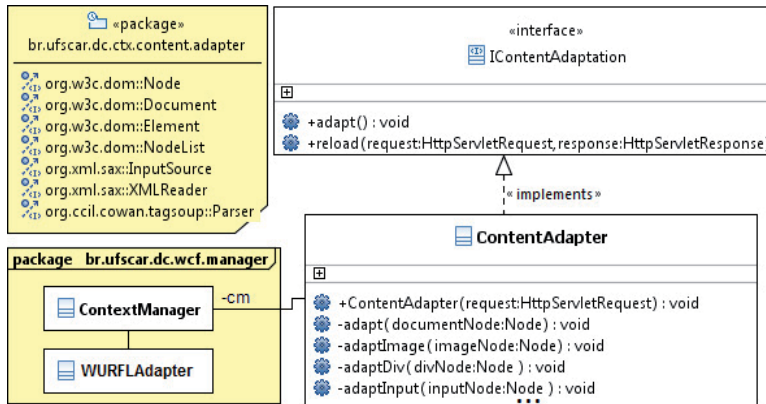 «package»
br.ufscar.dc.ctx.content.adapter
org.w3c.dom::Node
org.w3c.dom::Document
org.w3c.dom::Element
org.w3c.dom::NodeList
org.xml.sax::InputSource
org.xml.sax::XMLReader
org.ccil.cowan.tagsoup::Parser
«interface»
IContentAdaptation
+adapt() : void
+reload(request:HttpServletRequest,response:HttpServletResponse)
« implements »
package br.ufscar.dc.wcf.manager
ContextManager
-cm
WURFLAdapter
ContentAdapter
+ContentAdapter(request:HttpServletRequest) : void
-adapt(documentNode:Node) : void
-adaptImage(imageNode:Node) : void
-adaptDiv(divNode:Node ) : void
-adaptInput(inputNode:Node ) : void
...